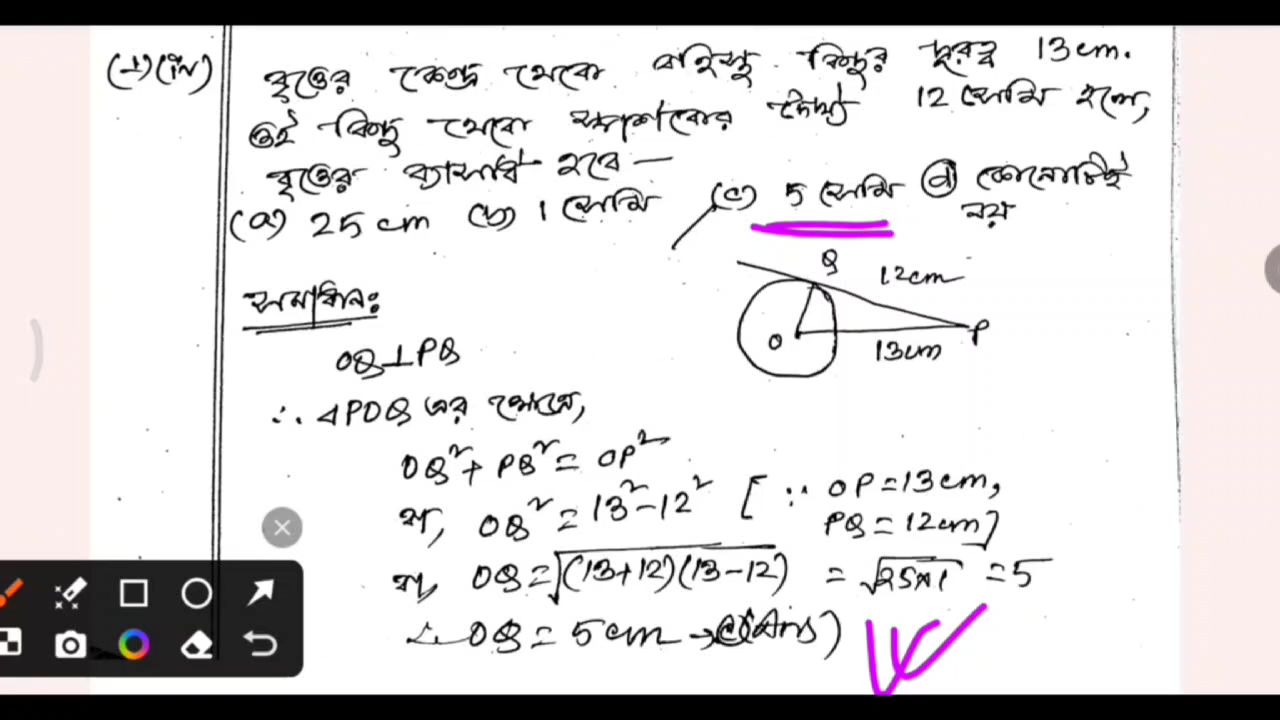 (1)(iv) বৃত্তের কেন্দ্র থেকে বহিস্থ বিন্দুর দূরত্ব 13cm.
ওই বিন্দু থেকে স্পর্শকের দৈর্ঘ্য 12 সেমি হলে,
বৃত্তের ব্যাসার্ধ হবে —
(a) 25 cm (b) 1 সেমি (c) 5 সেমি (d) কোনোটিই
নয়
সমাধান:
Q
12cm
O
P
13cm
OQ⊥PQ
∴ ΔPOQ এর ক্ষেত্রে,
OQ²+PQ² = OP²
বা, OQ² = 13²-12² [∵ OP=13cm,
PQ = 12cm]
বা, OQ = √(13+12)(13-12) = √25×1 = 5
∴ OQ = 5cm → (c) (Ans)